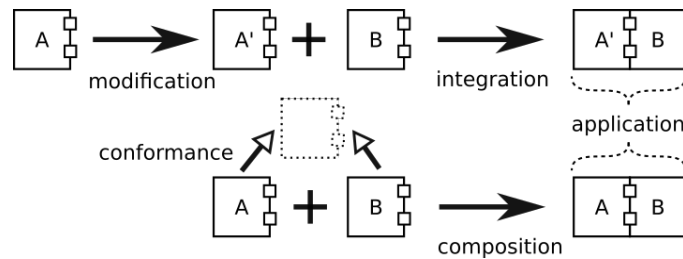 A
A'
+
B
A' B
modification
integration
conformance
application
A
+
B
A B
composition